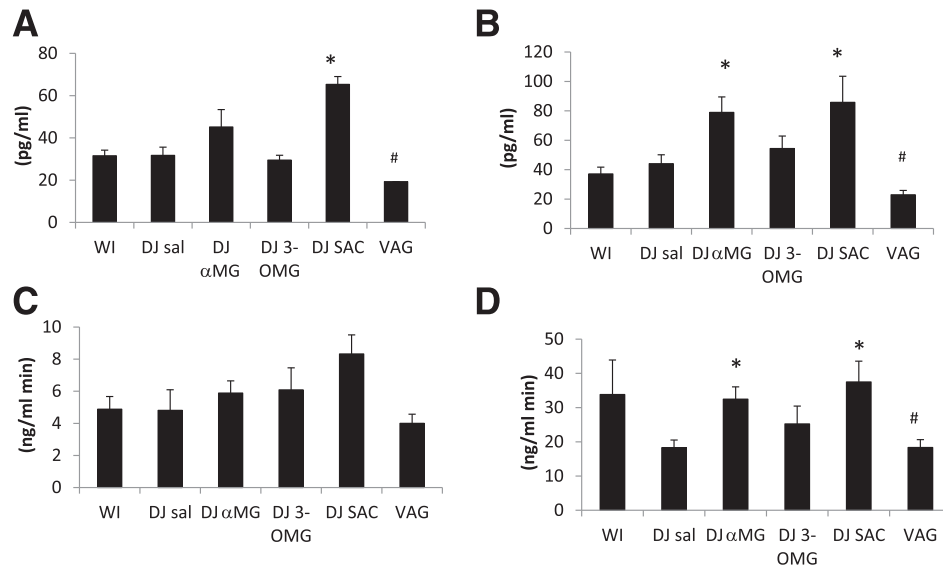 A
80
60
40
20
0
(pg/ml)
*
#
WI DJ sal DJ αMG DJ 3-OMG DJ SAC VAG
B
120
100
80
60
40
20
0
(pg/ml)
*
*
#
WI DJ sal DJ αMG DJ 3-OMG DJ SAC VAG
C
10
8
6
4
2
0
(ng/ml min)
WI DJ sal DJ αMG DJ 3-OMG DJ SAC VAG
D
50
40
30
20
10
0
(ng/ml min)
*
*
#
WI DJ sal DJ αMG DJ 3-OMG DJ SAC VAG